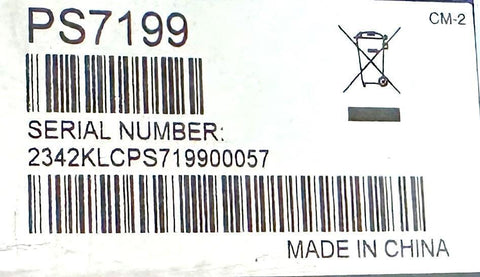 PS7199
CM-2
SERIAL NUMBER:
2342KLCPS719900057
MADE IN CHINA